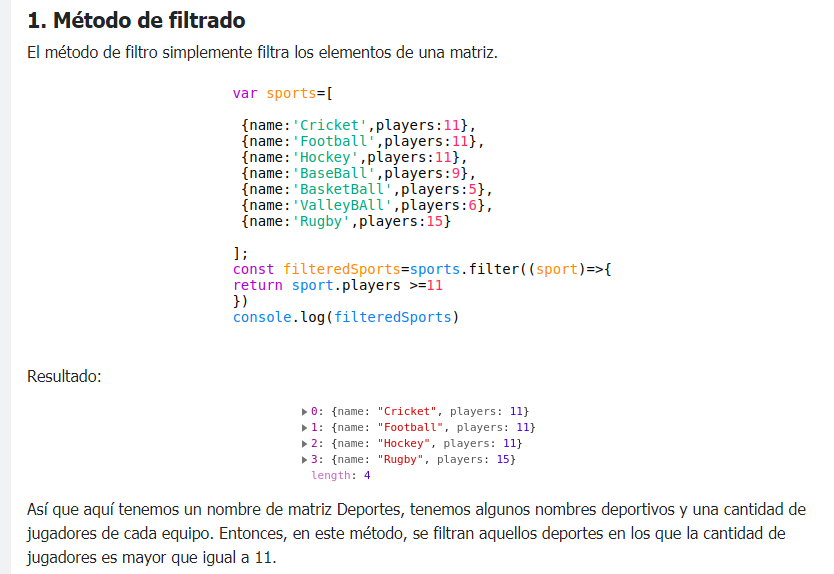 1. Método de filtrado
El método de filtro simplemente filtra los elementos de una matriz.
var sports=[
{name:'Cricket',players:11},
{name:'Football',players:11},
{name:'Hockey',players:11},
{name:'BaseBall',players:9},
{name:'BasketBall',players:5},
{name:'ValleyBAll',players:6},
{name:'Rugby',players:15}
];
const filteredSports=sports.filter((sport)=>{
return sport.players >=11
})
console.log(filteredSports)
Resultado:
0: {name: "Cricket", players: 11}
1: {name: "Football", players: 11}
2: {name: "Hockey", players: 11}
3: {name: "Rugby", players: 15}
length: 4
Así que aquí tenemos un nombre de matriz Deportes, tenemos algunos nombres deportivos y una cantidad de
jugadores de cada equipo. Entonces, en este método, se filtran aquellos deportes en los que la cantidad de
jugadores es mayor que igual a 11.